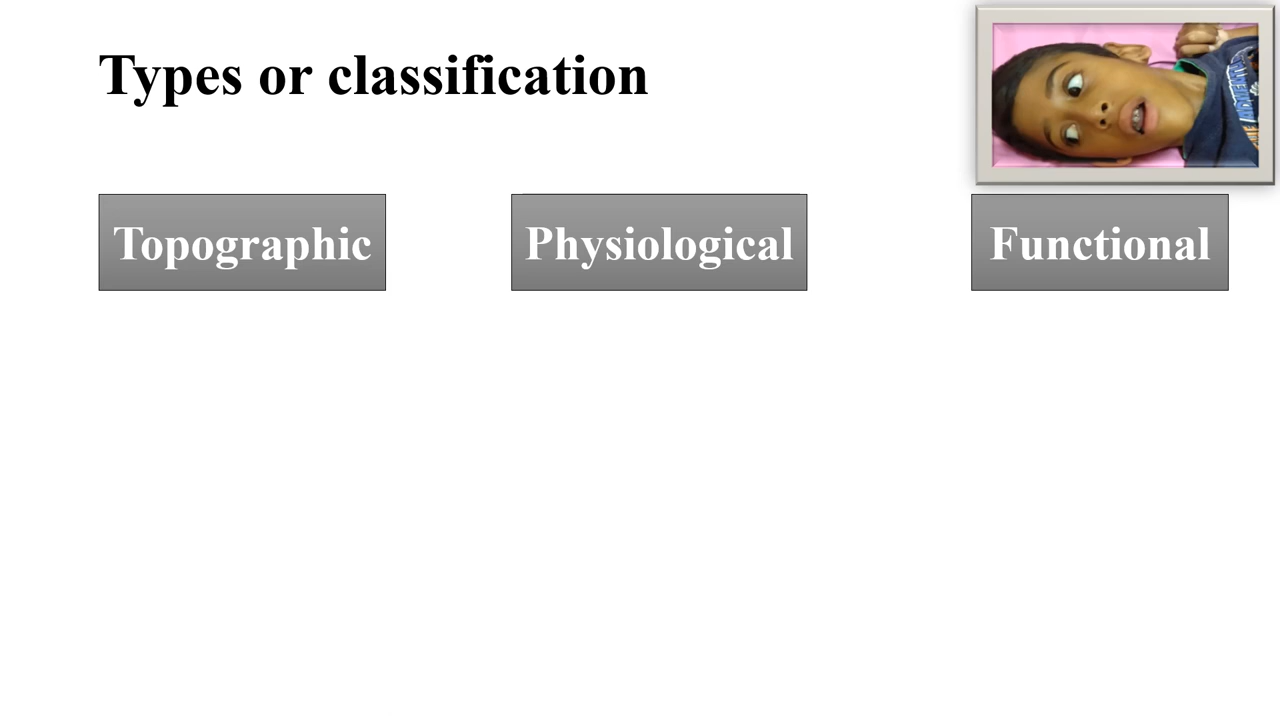 Types or classification
Topographic
Physiological
Functional